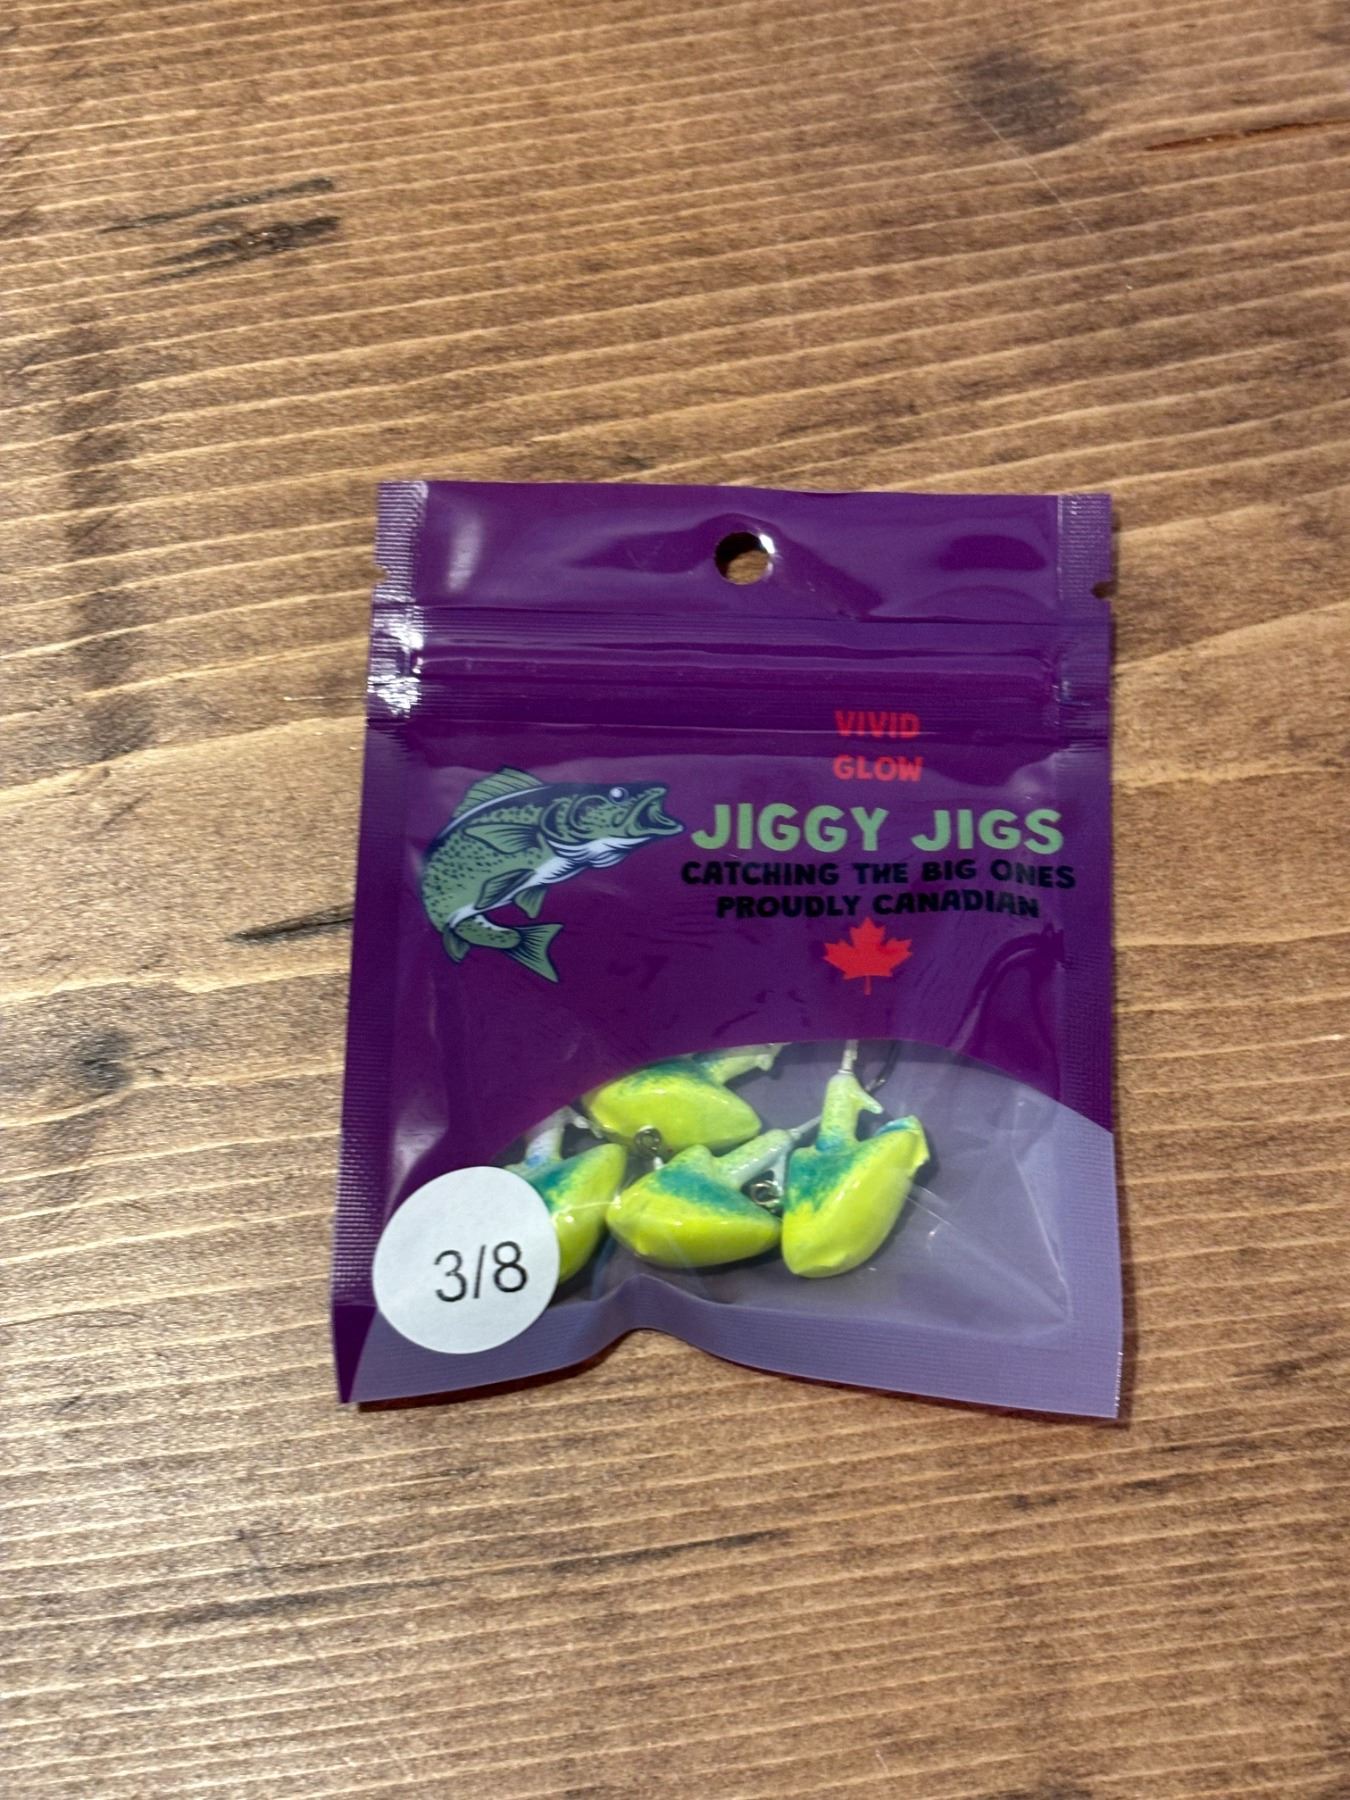 VIVID
GLOW
JIGGY JIGS
CATCHING THE BIG ONES
PROUDLY CANADIAN
3/8